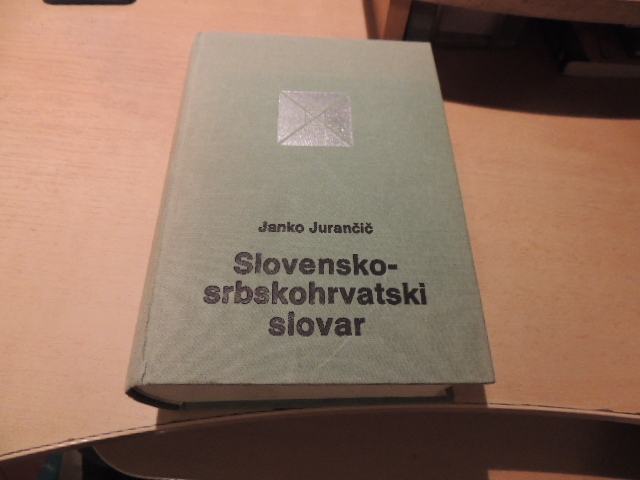 Janko Jurančič
Slovensko-
srbskohrvatski
slovar